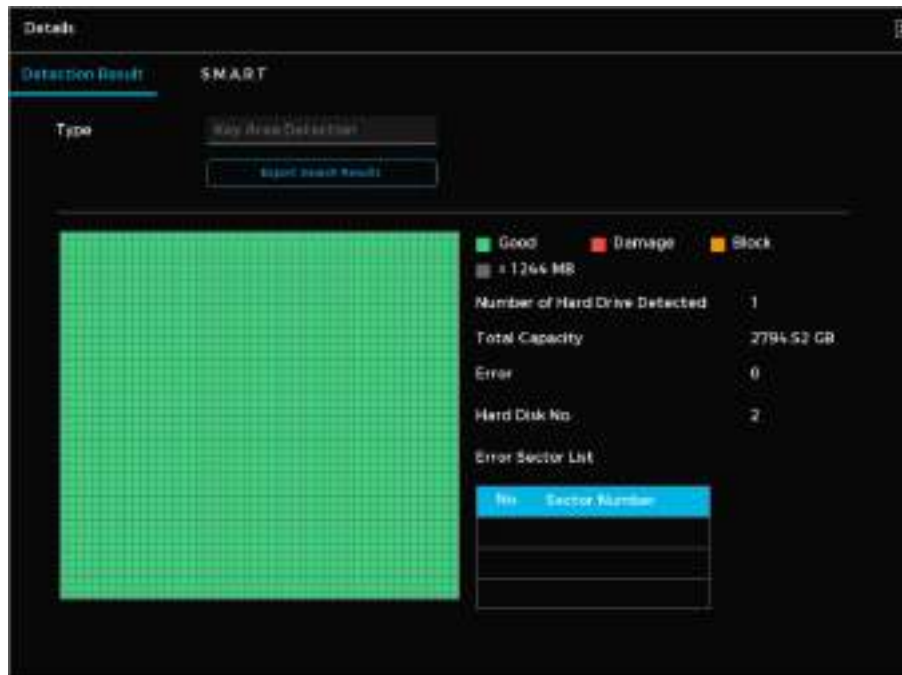 Details
Detection Result S.M.A.R.T
Type Key Area Detection
Export Search Results
Good Damage Block
= 1244 MB
Number of Hard Drive Detected 1
Total Capacity 2794.52 GB
Error 0
Hard Disk No. 2
Error Sector List
No. Sector Number